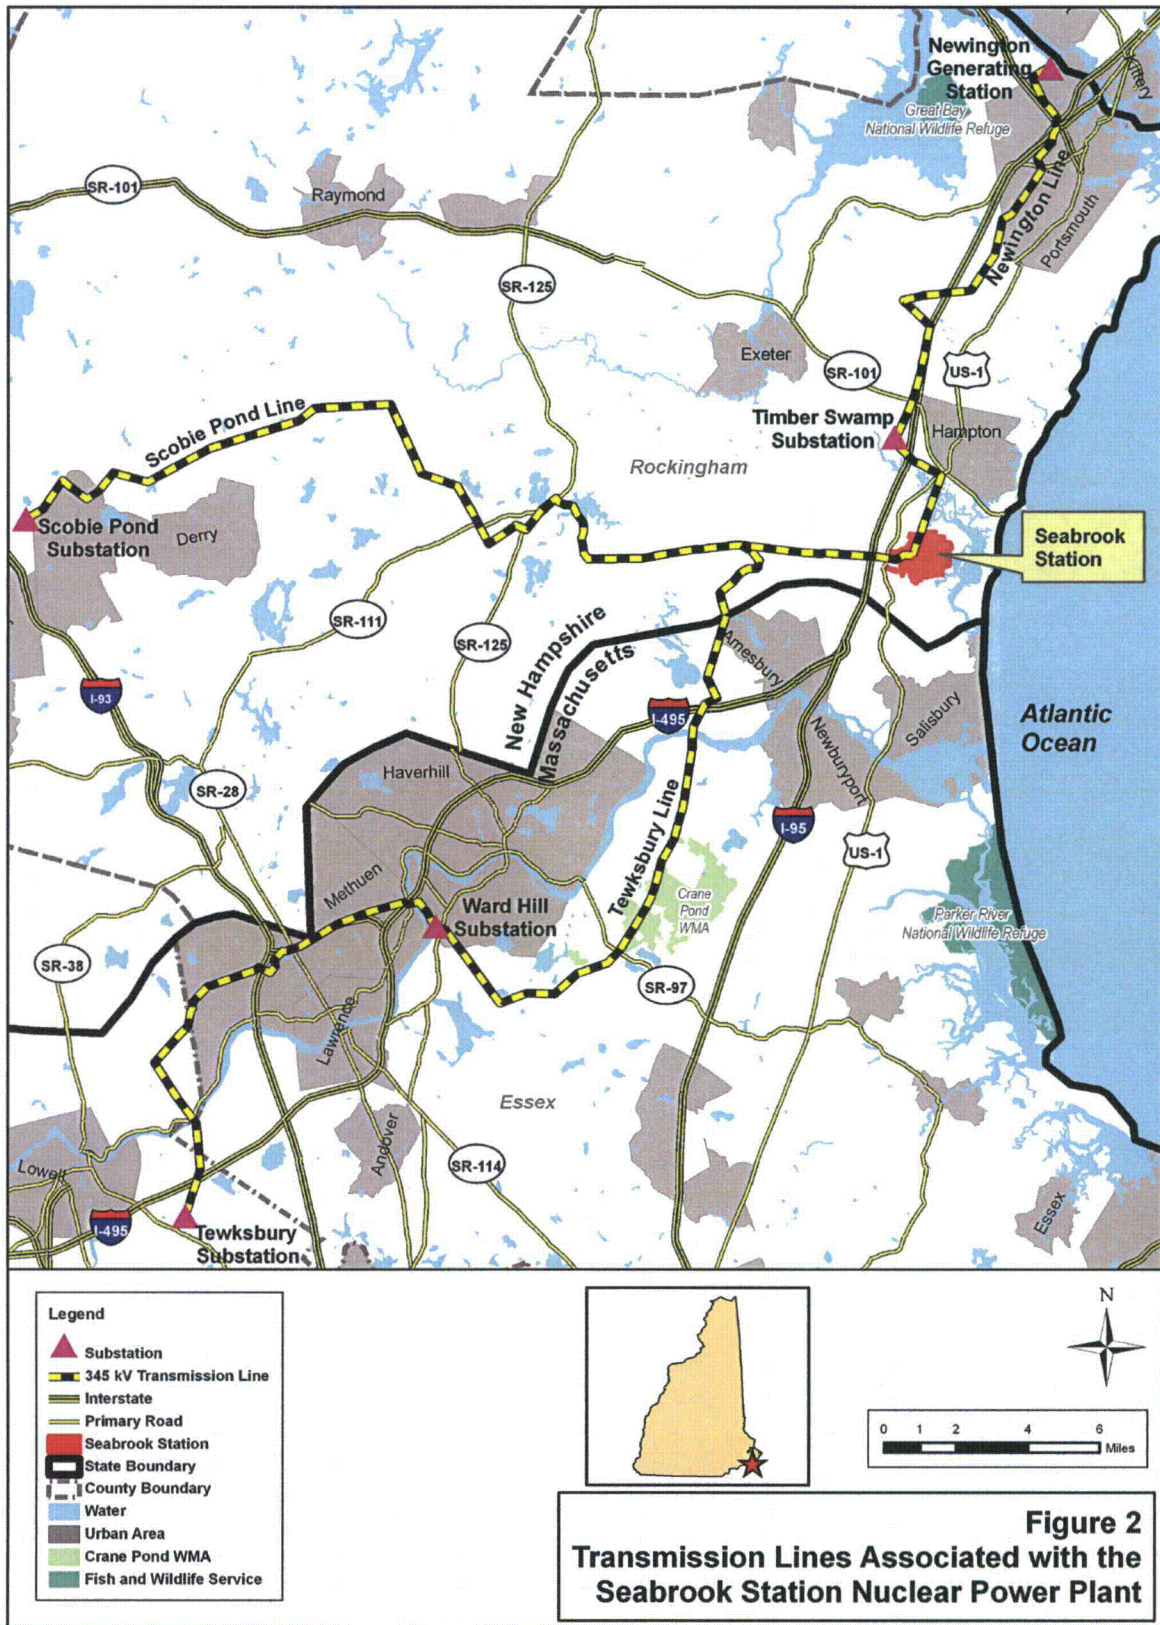 Newington
Generating
Station
Kittery
Great Bay
National Wildlife Refuge
SR-101
Raymond
Newington Line
Portsmouth
SR-125
Exeter
SR-101
US-1
Scobie Pond Line
Timber Swamp
Substation
Hampton
Rockingham
Scobie Pond
Substation
Derry
Seabrook
Station
SR-111
SR-125
New Hampshire
Massachusetts
Amesbury
I-93
I-495
Salisbury
Atlantic
Ocean
Newburyport
Haverhill
SR-28
Tewksbury Line
I-95
US-1
Methuen
Crane
Pond
WMA
Ward Hill
Substation
Parker River
National Wildlife Refuge
SR-38
SR-97
Lawrence
Essex
Andover
SR-114
Lowell
Essex
I-495
Tewksbury
Substation
Legend
Substation
345 kV Transmission Line
Interstate
Primary Road
Seabrook Station
State Boundary
County Boundary
Water
Urban Area
Crane Pond WMA
Fish and Wildlife Service
N
0 1 2 4 6
Miles
Figure 2
Transmission Lines Associated with the
Seabrook Station Nuclear Power Plant